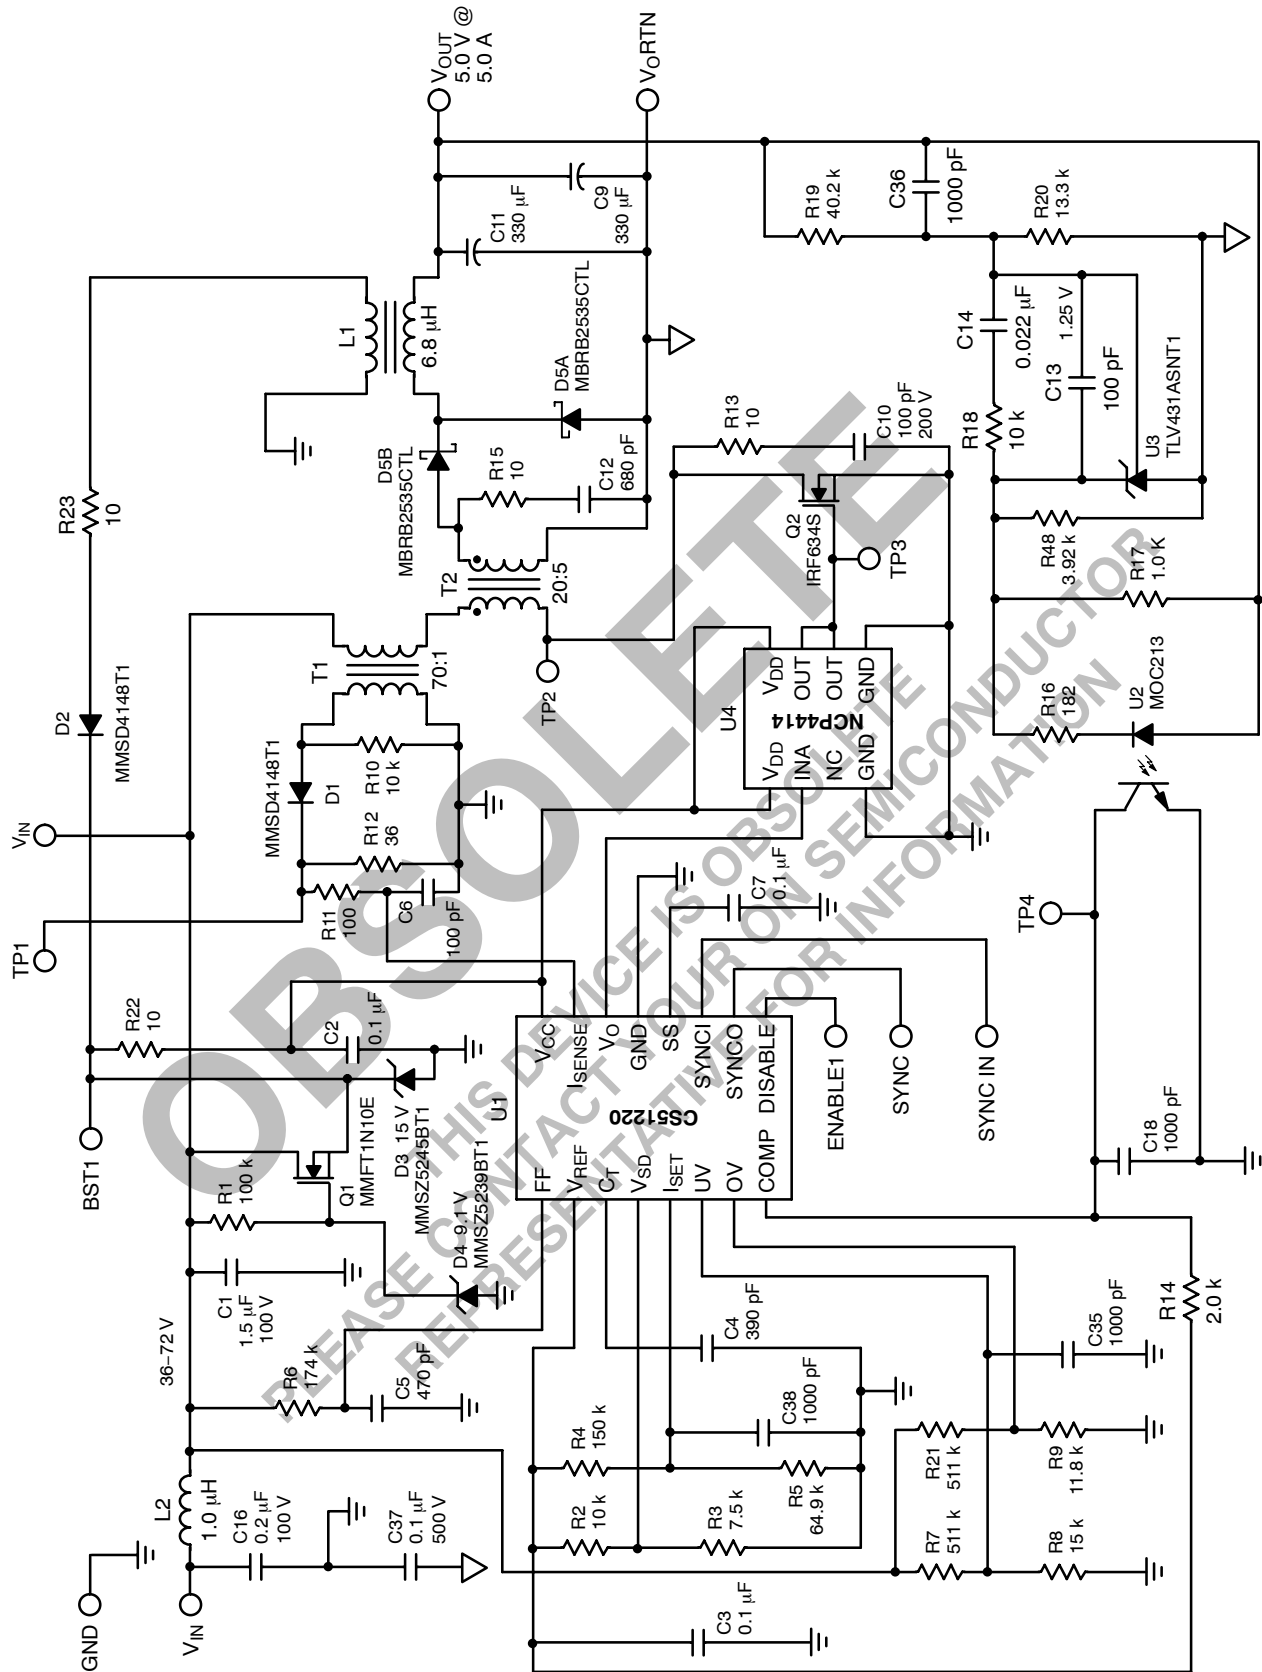 GND
VIN
L2
1.0 µH
C16
0.2 µF
100 V
C37
0.1 µF
500 V
36–72 V
C1
1.5 µF
100 V
R1
100 k
R6
174 k
C5
470 pF
Q1
MMFT1N10E
D4 9.1 V
MMSZ5239BT1
D3 15 V
MMSZ5245BT1
BST1
R22
10
C2
0.1 µF
TP1
VIN
D2
MMSD4148T1
R23
10
MMSD4148T1
D1
R11
100
R12
36
R10
10 k
C6
100 pF
T1
70:1
T2
20:5
TP2
D5B
MBRB2535CTL
R15
10
C12
680 pF
D5A
MBRB2535CTL
L1
6.8 µH
C11
330 µF
C9
330 µF
VOUT
5.0 V @
5.0 A
VORTN
U1
CS51220
FF
VREF
CT
VSD
ISET
UV
OV
COMP
VCC
ISENSE
VO
GND
SS
SYNCI
SYNCO
DISABLE
C7
0.1 µF
ENABLE1
SYNC
SYNC IN
U4
NCP4414
VDD
INA
NC
GND
VDD
OUT
OUT
GND
Q2
IRF634S
TP3
R13
10
C10
100 pF
200 V
C3
0.1 µF
R2
10 k
R3
7.5 k
R4
150 k
R5
64.9 k
C38
1000 pF
C4
390 pF
R7
511 k
R8
15 k
R21
511 k
R9
11.8 k
C35
1000 pF
R14
2.0 k
C18
1000 pF
TP4
U2
MOC213
R16
182
R17
1.0 K
R48
3.92 k
U3
TLV431ASNT1
R18
10 k
C13
100 pF
C14
0.022 µF
1.25 V
R19
40.2 k
C36
1000 pF
R20
13.3 k
OBSOLETE
THIS DEVICE IS OBSOLETE
PLEASE CONTACT YOUR ON SEMICONDUCTOR
REPRESENTATIVE FOR INFORMATION